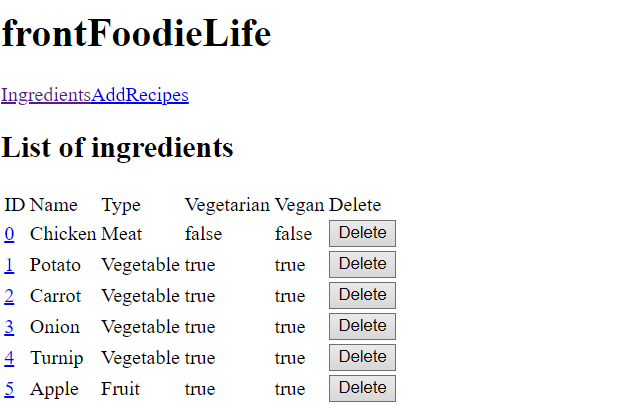 frontFoodieLife
IngredientsAddRecipes
List of ingredients
ID Name Type Vegetarian Vegan Delete
0 Chicken Meat false false Delete
1 Potato Vegetable true true Delete
2 Carrot Vegetable true true Delete
3 Onion Vegetable true true Delete
4 Turnip Vegetable true true Delete
5 Apple Fruit true true Delete